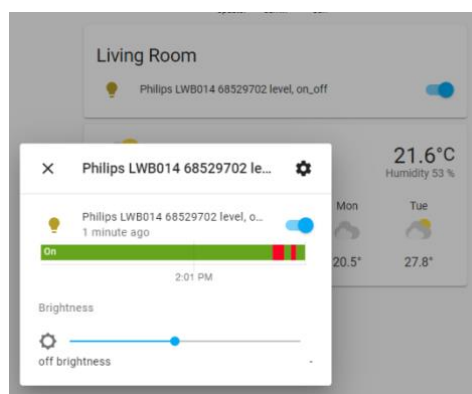 Living Room
Philips LWB014 68529702 level, on_off
21.6°C
Humidity 53 %
Mon
Tue
20.5°
27.8°
Philips LWB014 68529702 le...
Philips LWB014 68529702 level, o...
1 minute ago
On
2:01 PM
Brightness
off brightness
-